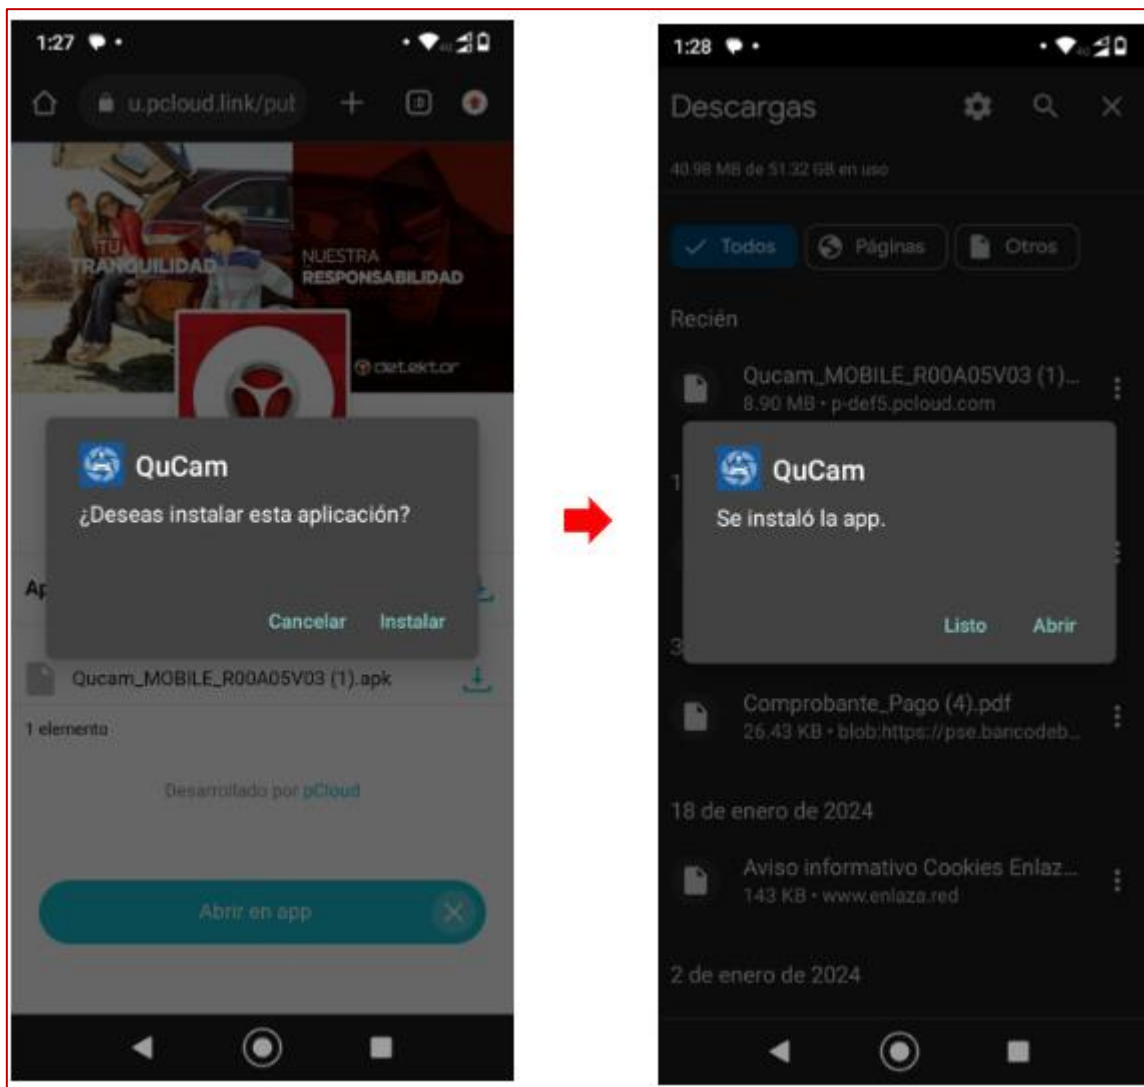 1:27
u.pcloud.link/put
TU
TRANQUILIDAD
NUESTRA
RESPONSABILIDAD
detektor
QuCam
¿Deseas instalar esta aplicación?
Cancelar Instalar
Ap
Qucam_MOBILE_R00A05V03 (1).apk
1 elemento
Desarrollado por pCloud
Abrir en app
1:28
Descargas
40.98 MB de 51.32 GB en uso
Todos Páginas Otros
Recién
Qucam_MOBILE_R00A05V03 (1)...
8.90 MB • p-def5.pcloud.com
1
QuCam
Se instaló la app.
Listo Abrir
3
Comprobante_Pago (4).pdf
26.43 KB • blob:https://pse.bancodeb...
18 de enero de 2024
Aviso informativo Cookies Enlaz...
143 KB • www.enlaza.red
2 de enero de 2024